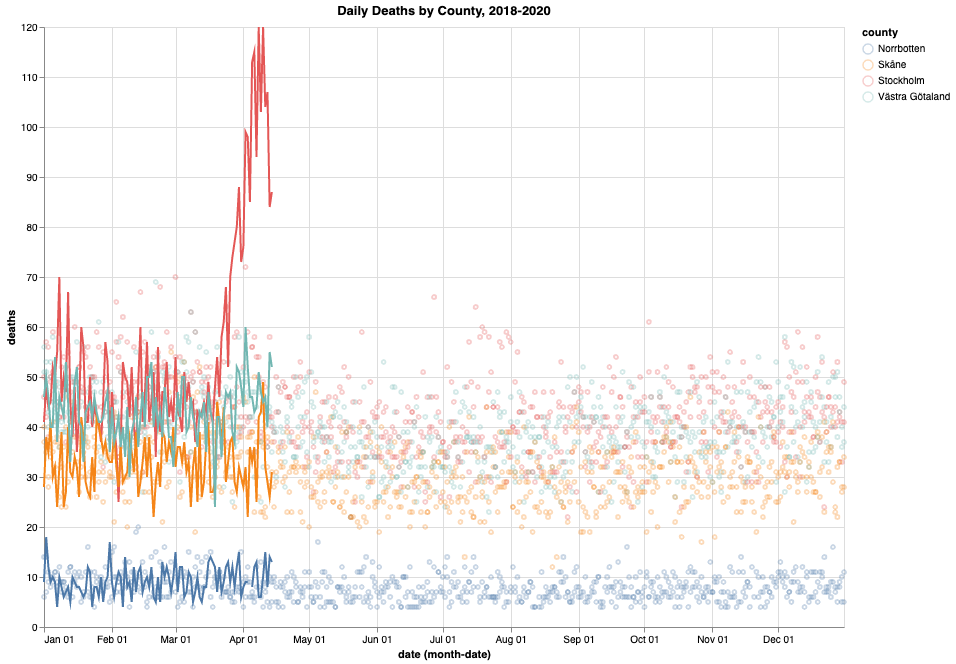 Daily Deaths by County, 2018-2020
120
110
100
90
80
70
60
50
40
30
20
10
0
deaths
Jan 01 Feb 01 Mar 01 Apr 01 May 01 Jun 01 Jul 01 Aug 01 Sep 01 Oct 01 Nov 01 Dec 01
date (month-date)
county
Norrbotten
Skåne
Stockholm
Västra Götaland